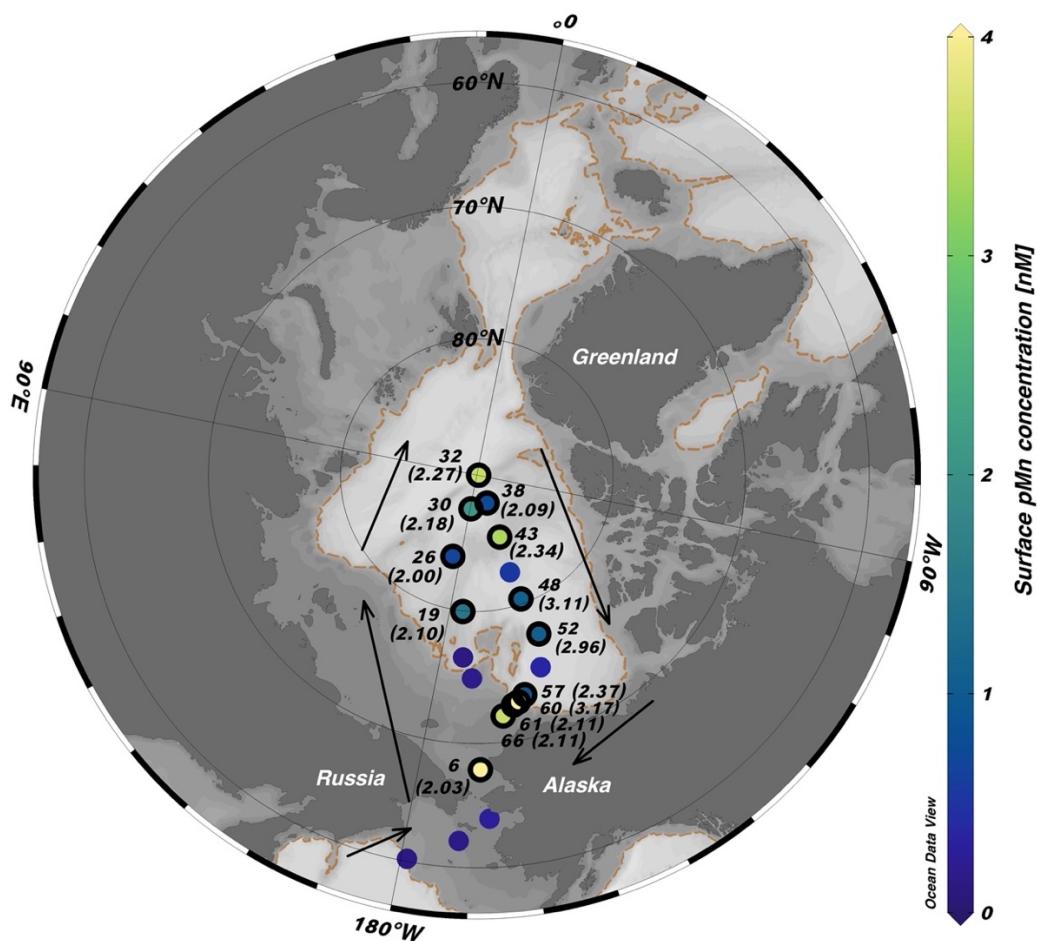 0°
4
60°N
3
70°N
80°N
Greenland
90°E
Surface pMn concentration [nM]
2
32
(2.27)
38
(2.09)
30
(2.18)
43
(2.34)
26
(2.00)
90°W
48
(3.11)
19
(2.10)
52
(2.96)
1
57 (2.37)
60 (3.17)
61 (2.11)
66 (2.11)
6
(2.03)
Russia
Alaska
Ocean Data View
0
180°W